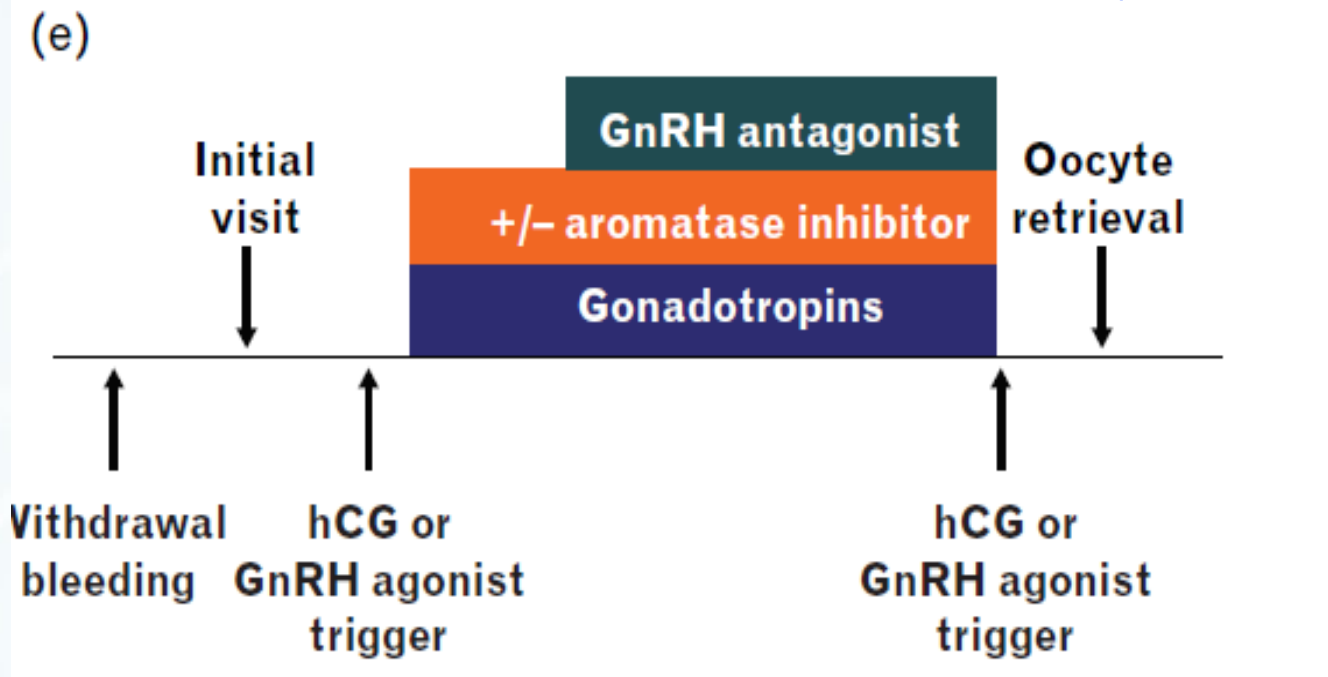 (e)
GnRH antagonist
Initial
visit
Oocyte
retrieval
+/– aromatase inhibitor
Gonadotropins
Withdrawal
bleeding
hCG or
GnRH agonist
trigger
hCG or
GnRH agonist
trigger